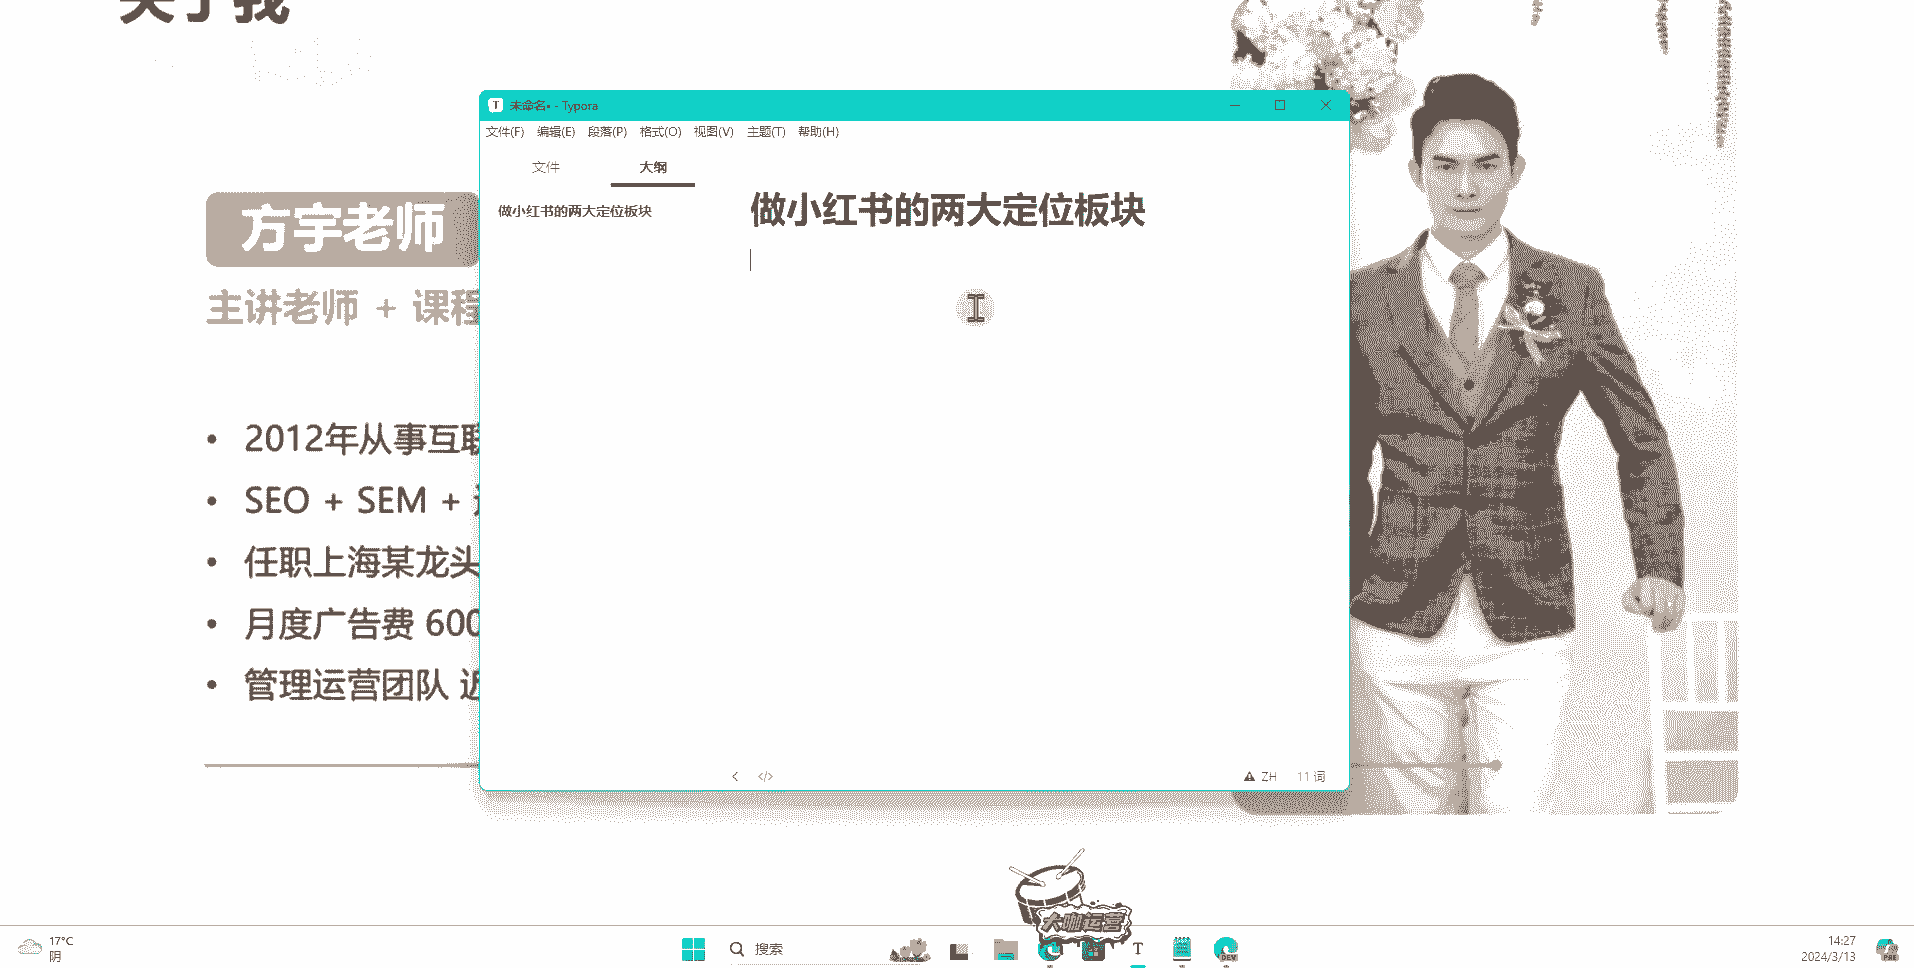 关于我
T 未命名• - Typora
文件(F) 编辑(E) 段落(P) 格式(O) 视图(V) 主题(T) 帮助(H)
文件 大纲
做小红书的两大定位板块
做小红书的两大定位板块
方宇老师
主讲老师 + 课程
• 2012年从事互联
• SEO + SEM +
• 任职上海某龙头
• 月度广告费 600
• 管理运营团队 近
</> ZH 11 词
大咖运营
17°C
阴
搜索
T
DEV
14:27
2024/3/13
PRE